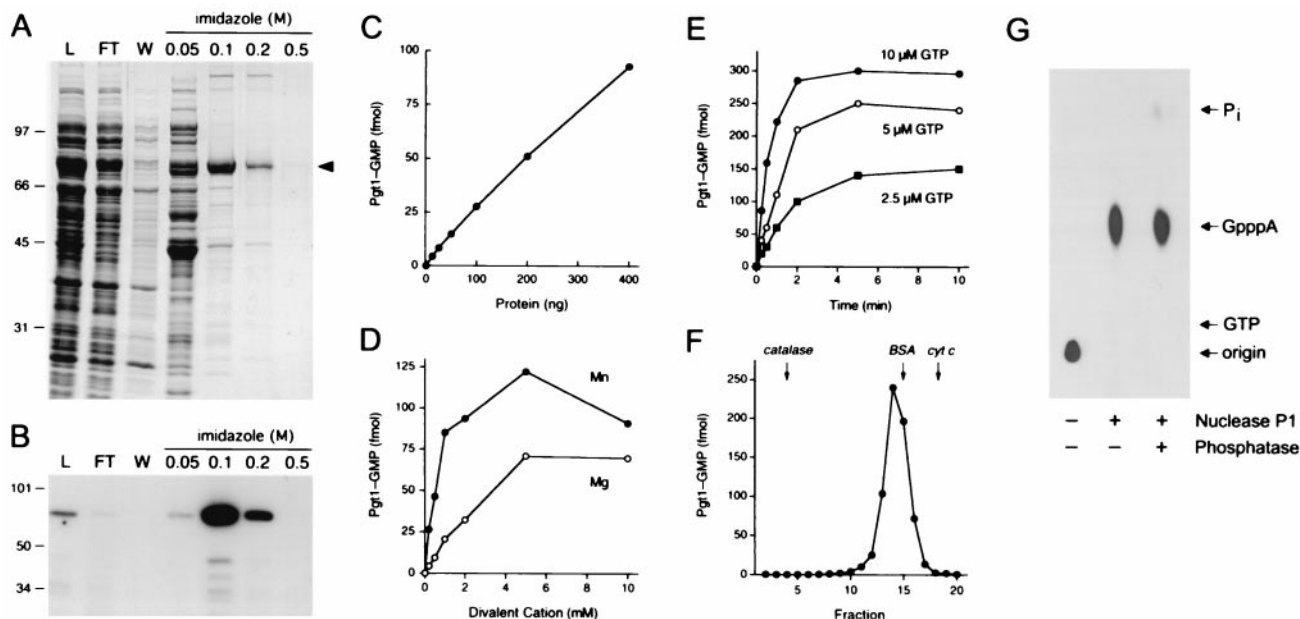 A
imidazole (M)
L FT W 0.05 0.1 0.2 0.5
97
66
45
31
B
imidazole (M)
L FT W 0.05 0.1 0.2 0.5
101
50
34
C
Pgt1–GMP (fmol)
100
75
50
25
0
0 100 200 300 400
Protein (ng)
D
Pgt1–GMP (fmol)
125
100
75
50
25
0
Mn
Mg
0 2 4 6 8 10
Divalent Cation (mM)
E
Pgt1–GMP (fmol)
300
250
200
150
100
50
0
10 µM GTP
5 µM GTP
2.5 µM GTP
0 2 4 6 8 10
Time (min)
F
catalase BSA cyt c
Pgt1–GMP (fmol)
250
200
150
100
50
0
5 10 15 20
Fraction
G
Pi
GpppA
GTP
origin
– + + Nuclease P1
– – + Phosphatase